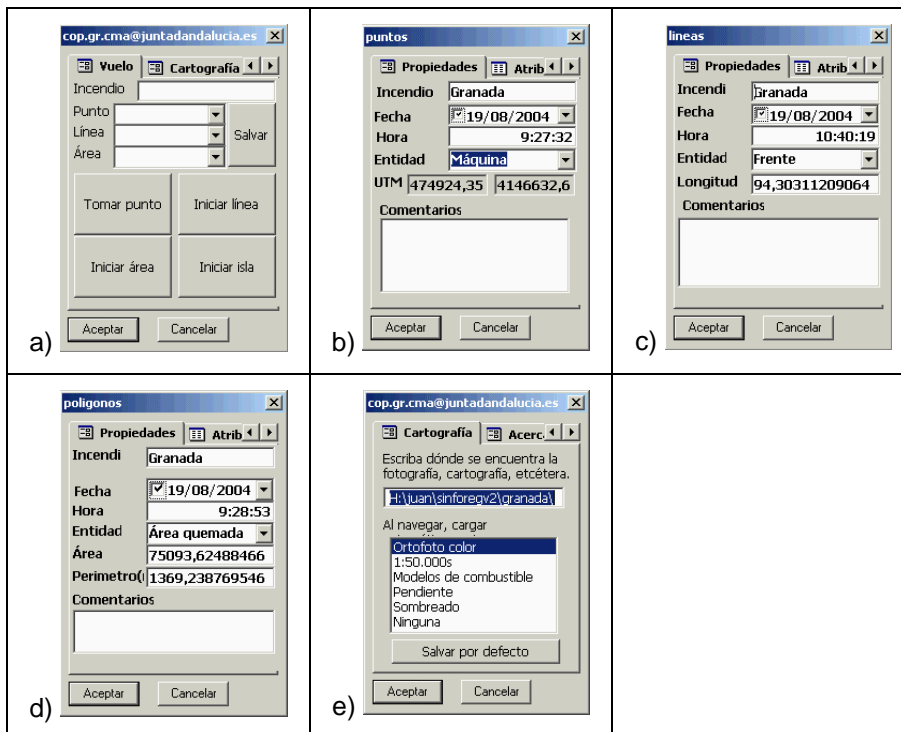 cop.gr.cma@juntadandalucia.es
Vuelo Cartografía
Incendio
Punto
Línea
Área
Salvar
Tomar punto Iniciar línea
Iniciar área Iniciar isla
Aceptar Cancelar
a)
puntos
Propiedades Atrib
Incendio Granada
Fecha 19/08/2004
Hora 9:27:32
Entidad Máquina
UTM 474924,35 4146632,6
Comentarios
Aceptar Cancelar
b)
lineas
Propiedades Atrib
Incendi Granada
Fecha 19/08/2004
Hora 10:40:19
Entidad Frente
Longitud 94,30311209064
Comentarios
Aceptar Cancelar
c)
poligonos
Propiedades Atrib
Incendi Granada
Fecha 19/08/2004
Hora 9:28:53
Entidad Área quemada
Área 75093,62488466
Perimetro( 1369,238769546
Comentarios
Aceptar Cancelar
d)
cop.gr.cma@juntadandalucia.es
Cartografía Acerc
Escriba dónde se encuentra la
fotografía, cartografía, etcétera.
H:\juan\sinforegv2\granada\
Al navegar, cargar
Ortofoto color
1:50.000s
Modelos de combustible
Pendiente
Sombreado
Ninguna
Salvar por defecto
Aceptar Cancelar
e)